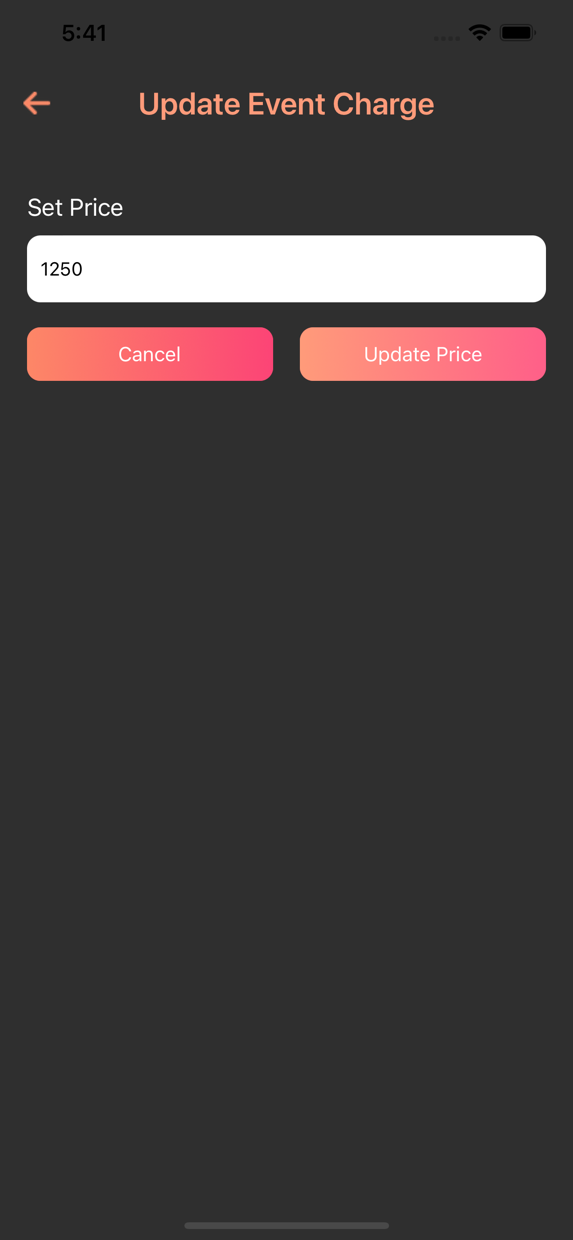 5:41
Update Event Charge
Set Price
1250
Cancel
Update Price